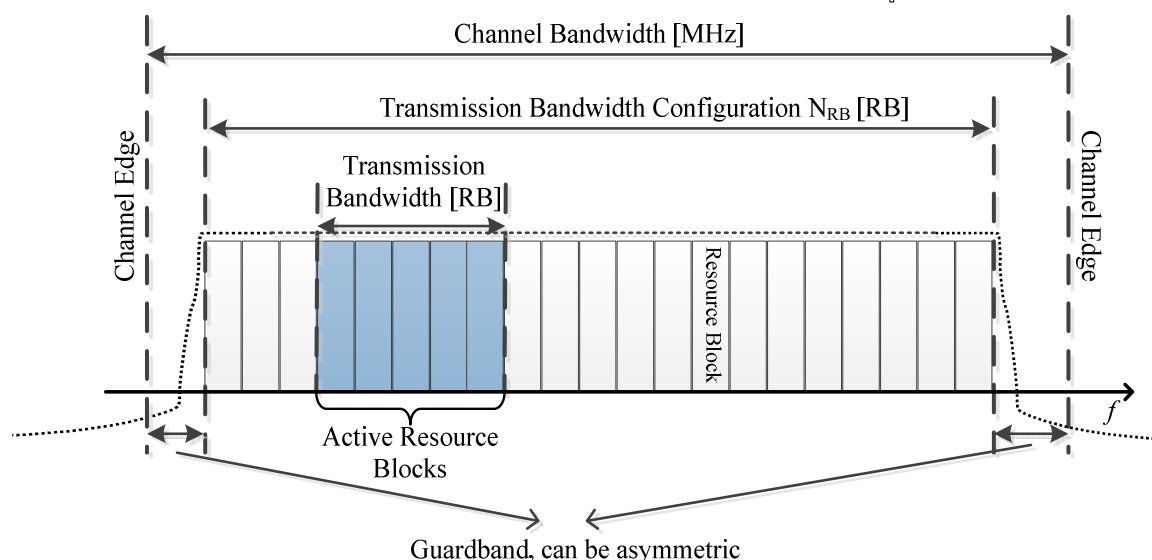 Channel Bandwidth [MHz]
Transmission Bandwidth Configuration NRB [RB]
Transmission
Bandwidth [RB]
Channel Edge
Channel Edge
Resource Block
f
Active Resource
Blocks
Guardband, can be asymmetric